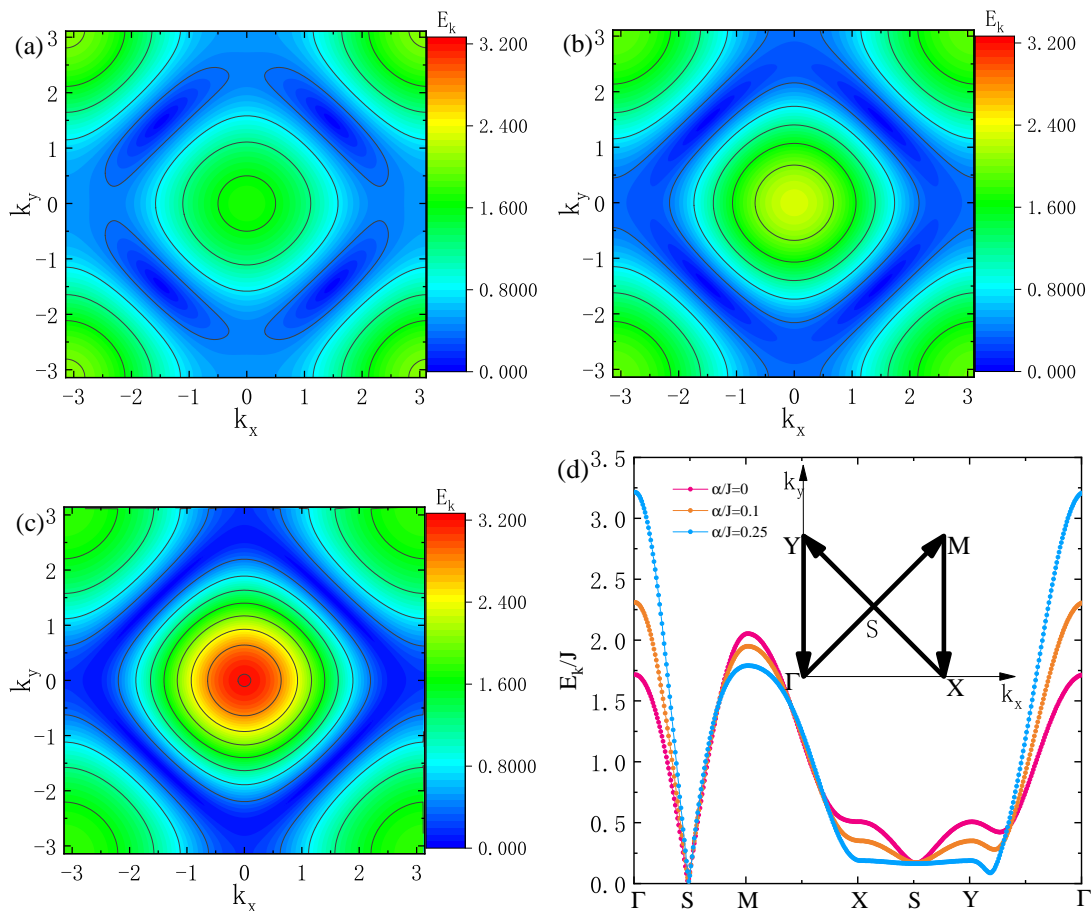 (a)
E_k
3.200
2.400
1.600
0.8000
0.000
3
2
1
0
-1
-2
-3
k_y
-3 -2 -1 0 1 2 3
k_x
(b)
E_k
3.200
2.400
1.600
0.8000
0.000
3
2
1
0
-1
-2
-3
k_y
-3 -2 -1 0 1 2 3
k_x
(c)
E_k
3.200
2.400
1.600
0.8000
0.000
3
2
1
0
-1
-2
-3
k_y
-3 -2 -1 0 1 2 3
k_x
(d)
3.5
3.0
2.5
2.0
1.5
1.0
0.5
0.0
E_k/J
α/J=0
α/J=0.1
α/J=0.25
k_y
Y M
S
Γ X
k_x
Γ S M X S Y Γ